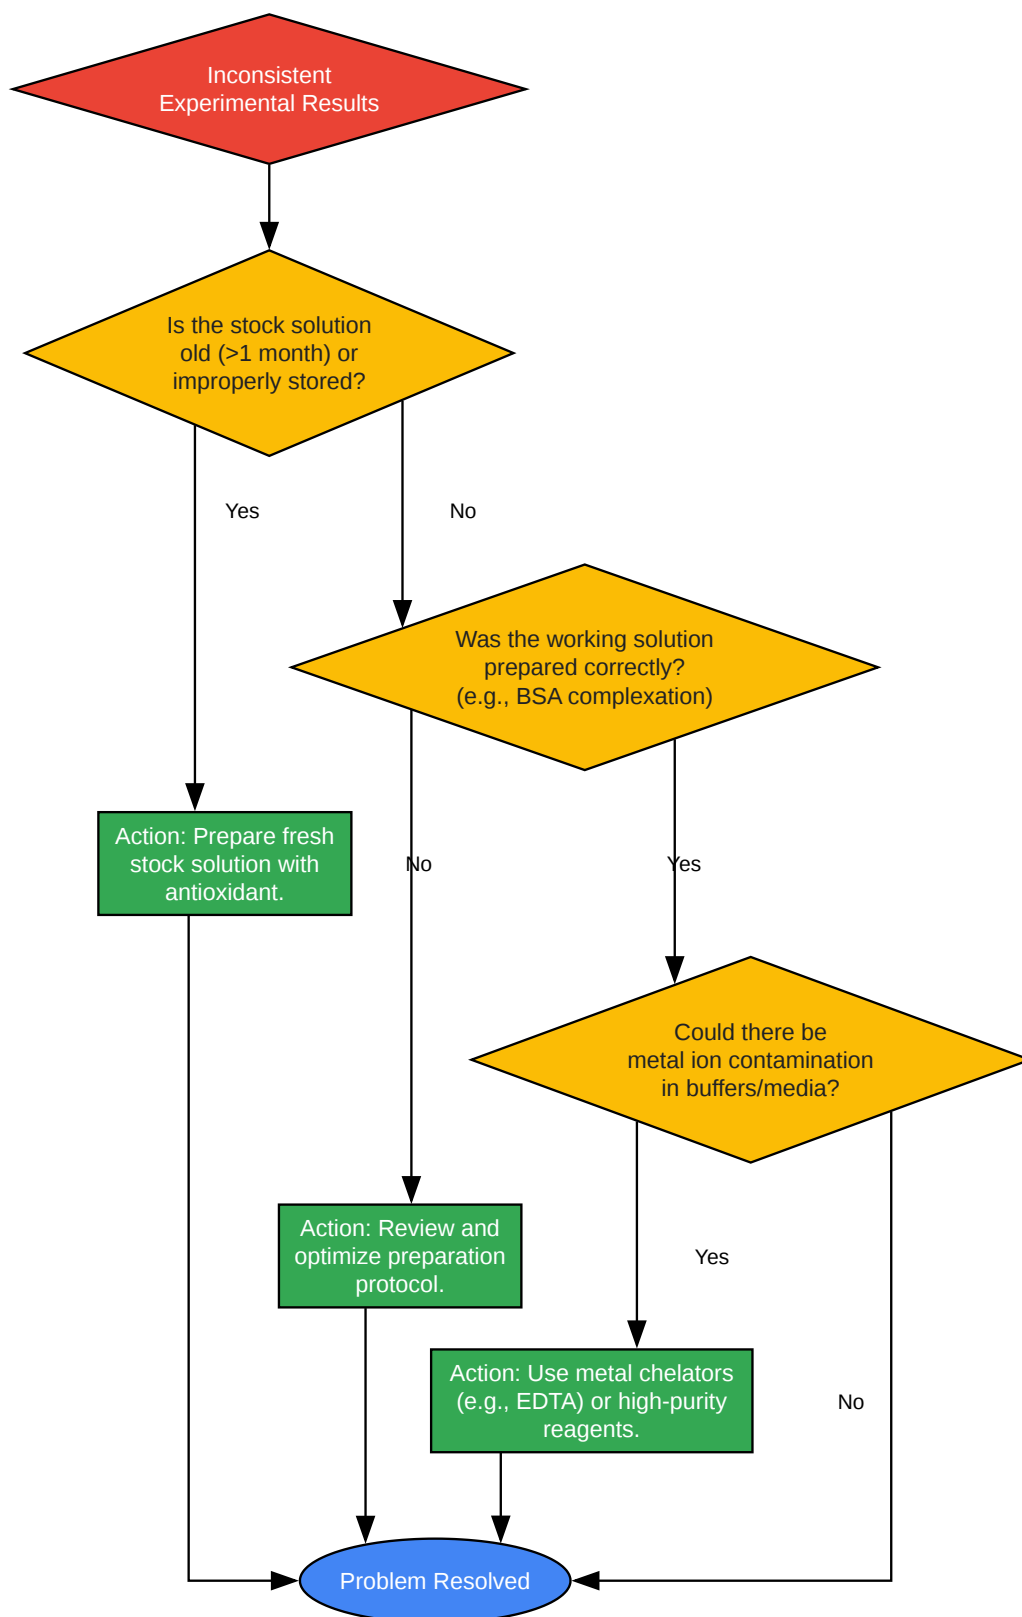 Inconsistent
Experimental Results
Is the stock solution
old (>1 month) or
improperly stored?
Yes
No
Was the working solution
prepared correctly?
(e.g., BSA complexation)
Action: Prepare fresh
stock solution with
antioxidant.
No
Yes
Could there be
metal ion contamination
in buffers/media?
Action: Review and
optimize preparation
protocol.
Yes
Action: Use metal chelators
(e.g., EDTA) or high-purity
reagents.
No
Problem Resolved